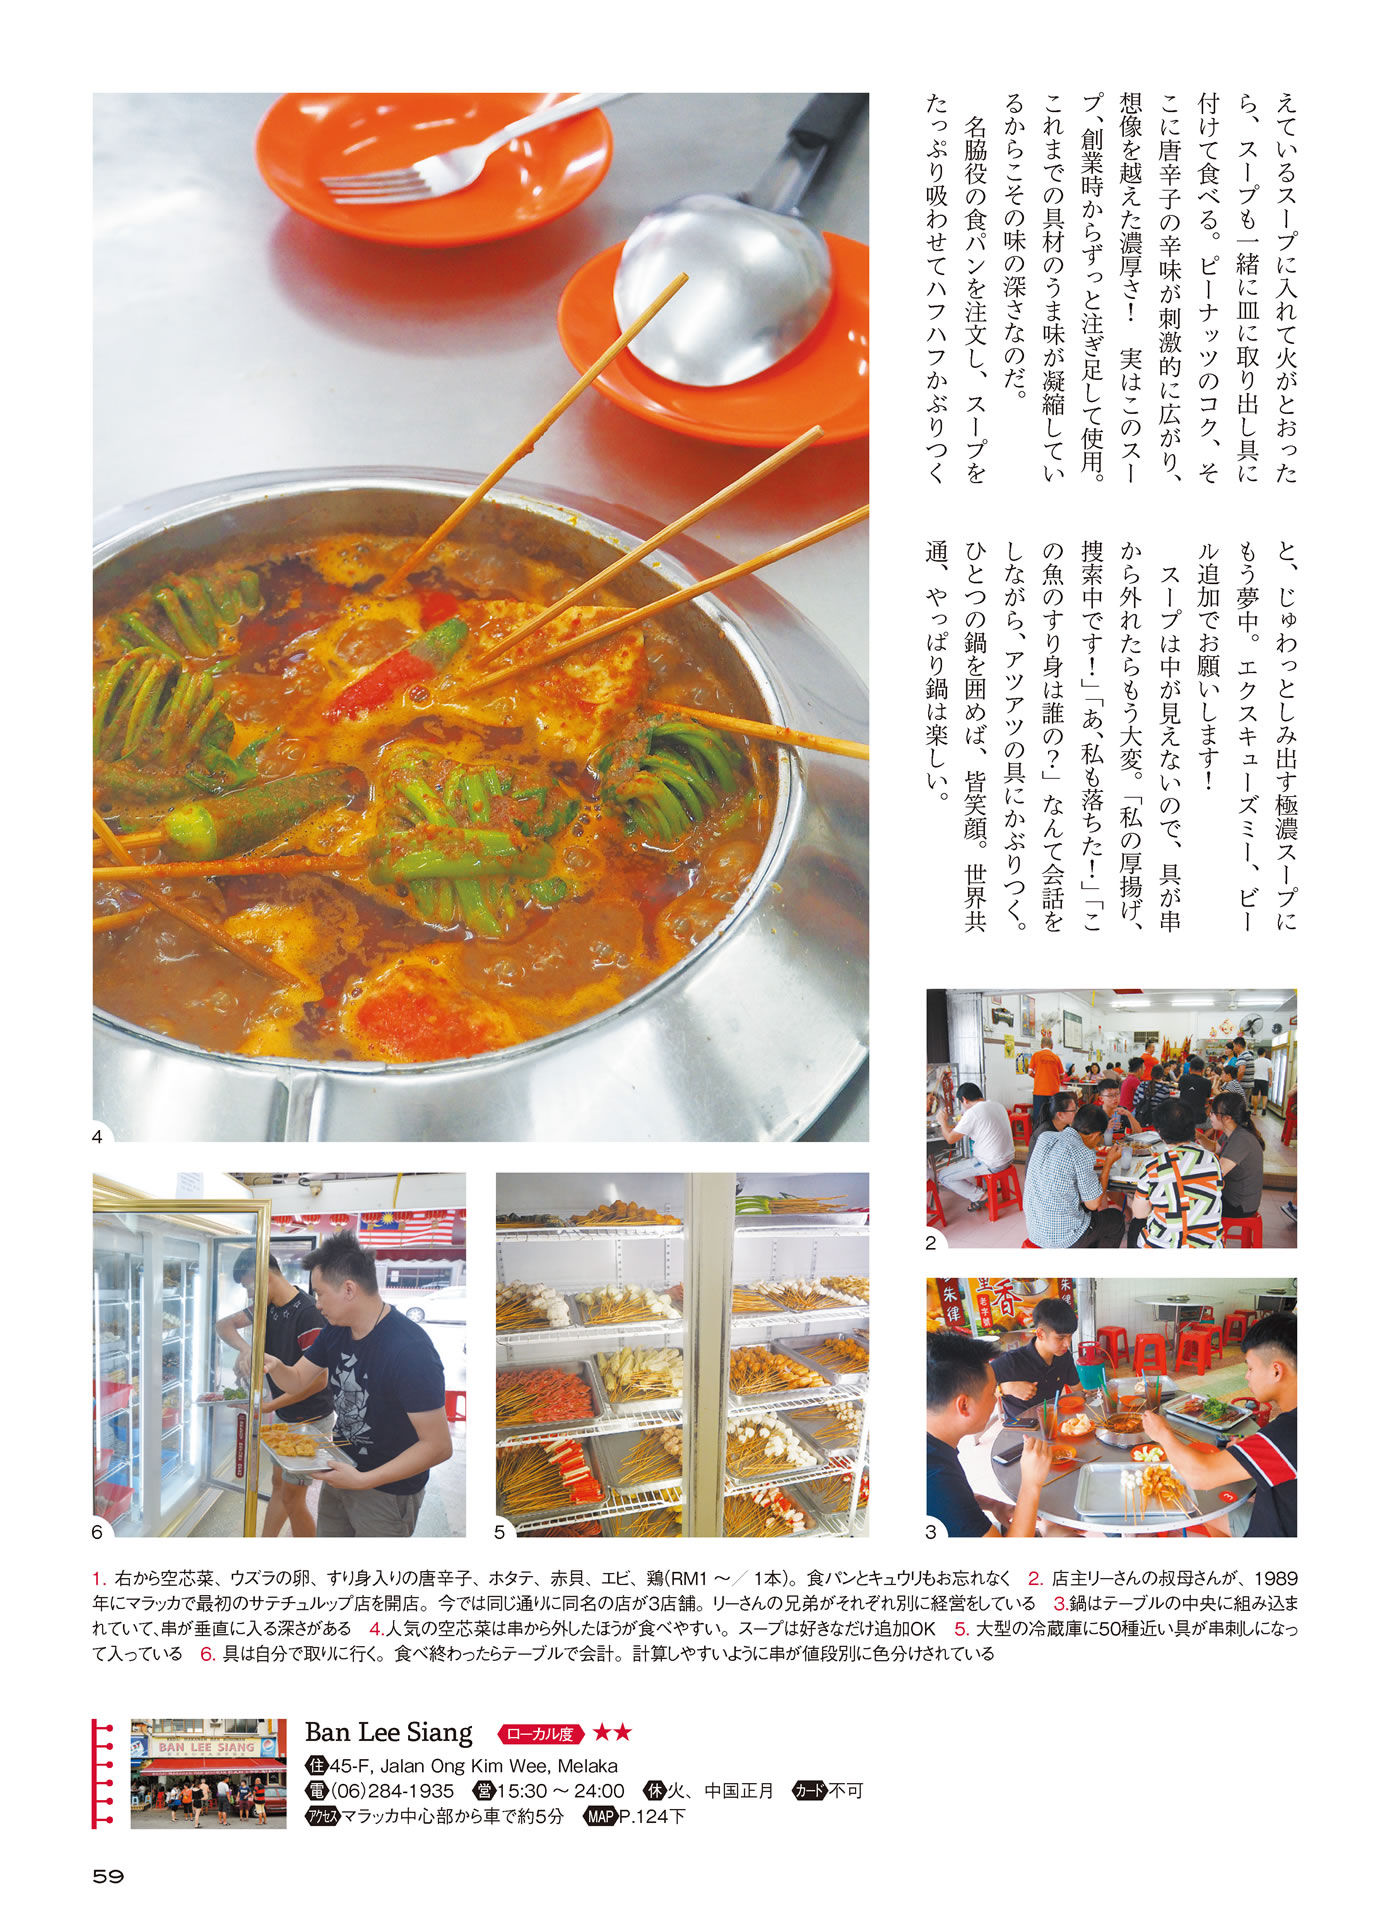 えているスープに入れて火がとおった
ら、スープも一緒に皿に取り出し具に
付けて食べる。ピーナッツのコク、そ
こに唐辛子の辛味が刺激的に広がり、
想像を越えた濃厚さ！　実はこのスー
プ、創業時からずっと注ぎ足して使用。
これまでの具材のうま味が凝縮してい
るからこその味の深さなのだ。
名脇役の食パンを注文し、スープを
たっぷり吸わせてハフハフかぶりつく
と、じゅわっとしみ出す極濃スープに
もう夢中。エクスキューズミー、ビー
ル追加でお願いします！
スープは中が見えないので、具が串
から外れたらもう大変。「私の厚揚げ、
捜索中です！」「あ、私も落ちた！」「こ
の魚のすり身は誰の？」なんて会話を
しながら、アツアツの具にかぶりつく。
ひとつの鍋を囲めば、皆笑顔。世界共
通、やっぱり鍋は楽しい。
4
2
6
5
3
1. 右から空芯菜、ウズラの卵、すり身入りの唐辛子、ホタテ、赤貝、エビ、鶏(RM1〜／1本)。食パンとキュウリもお忘れなく　2. 店主リーさんの叔母さんが、1989
年にマラッカで最初のサテチュルップ店を開店。今では同じ通りに同名の店が3店舗。リーさんの兄弟がそれぞれ別に経営をしている　3.鍋はテーブルの中央に組み込ま
れていて、串が垂直に入る深さがある　4.人気の空芯菜は串から外したほうが食べやすい。スープは好きなだけ追加OK　5. 大型の冷蔵庫に50種近い具が串刺しになっ
て入っている　6. 具は自分で取りに行く。食べ終わったらテーブルで会計。計算しやすいように串が値段別に色分けされている
BAN LEE SIANG
Ban Lee Siang ローカル度 ★★
住 45-F, Jalan Ong Kim Wee, Melaka
電 (06)284-1935　営 15:30〜24:00　休 火、中国正月　カード 不可
アクセス マラッカ中心部から車で約5分　MAP P.124下
59